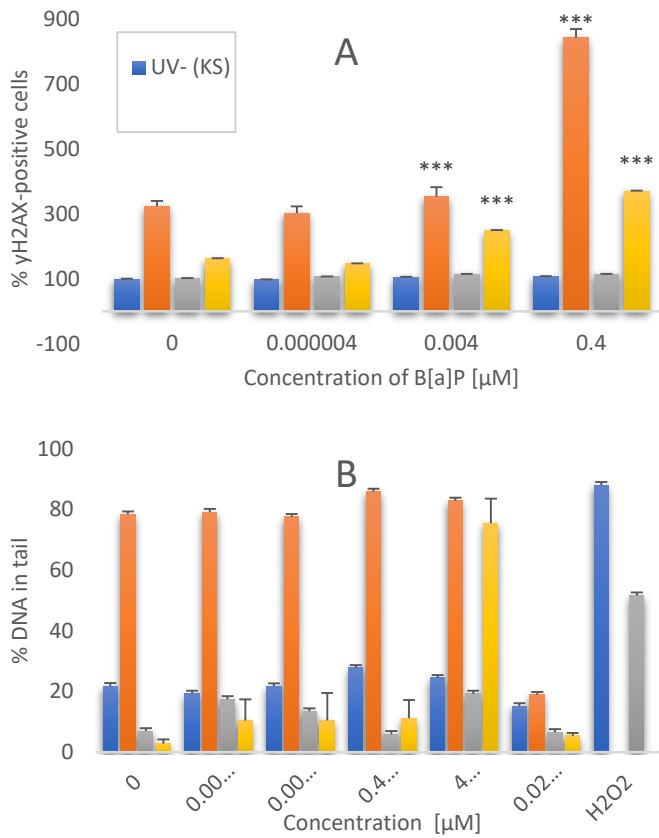 900
700
500
300
100
-100
% yH2AX-positive cells
UV- (KS)
A
***
***
***
***
0 0.000004 0.004 0.4
Concentration of B[a]P [µM]
100
80
60
40
20
0
% DNA in tail
B
0 0.00... 0.00... 0.4... 4... 0.02... H2O2
Concentration [µM]